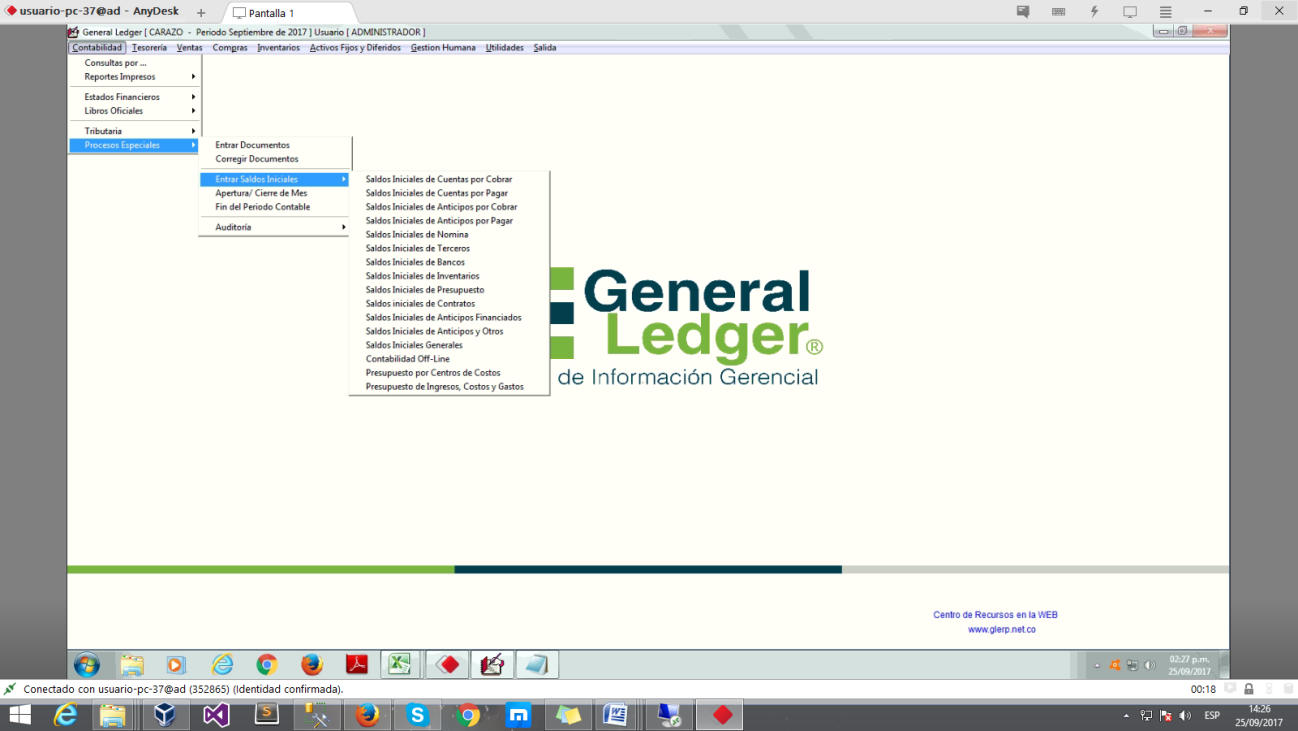 usuario-pc-37@ad - AnyDesk
+
Pantalla 1
General Ledger [ CARAZO - Periodo Septiembre de 2017 ] Usuario [ ADMINISTRADOR ]
Contabilidad Tesorería Ventas Compras Inventarios Activos Fijos y Diferidos Gestion Humana Utilidades Salida
Consultas por ...
Reportes Impresos
Estados Financieros
Libros Oficiales
Tributaria
Procesos Especiales
Entrar Documentos
Corregir Documentos
Entrar Saldos Iniciales
Apertura/ Cierre de Mes
Fin del Periodo Contable
Auditoría
Saldos Iniciales de Cuentas por Cobrar
Saldos Iniciales de Cuentas por Pagar
Saldos Iniciales de Anticipos por Cobrar
Saldos Iniciales de Anticipos por Pagar
Saldos Iniciales de Nomina
Saldos Iniciales de Terceros
Saldos Iniciales de Bancos
Saldos Iniciales de Inventarios
Saldos Iniciales de Presupuesto
Saldos iniciales de Contratos
Saldos Iniciales de Anticipos Financiados
Saldos Iniciales de Anticipos y Otros
Saldos Iniciales Generales
Contabilidad Off-Line
Presupuesto por Centros de Costos
Presupuesto de Ingresos, Costos y Gastos
General
Ledger®
de Información Gerencial
Centro de Recursos en la WEB
www.glerp.net.co
02:27 p.m.
25/09/2017
Conectado con usuario-pc-37@ad (352865) (Identidad confirmada).
00:18
ESP
14:26
25/09/2017